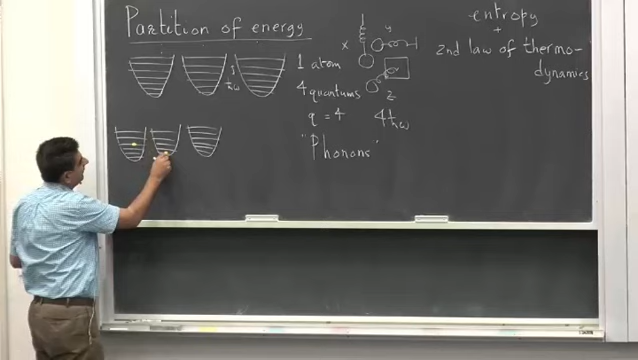 Partition of energy
entropy
+
2nd law of thermo-
dynamics
1 atom
4 quantums
q = 4
4ħω
"Phonons"
x
y
z
ħω